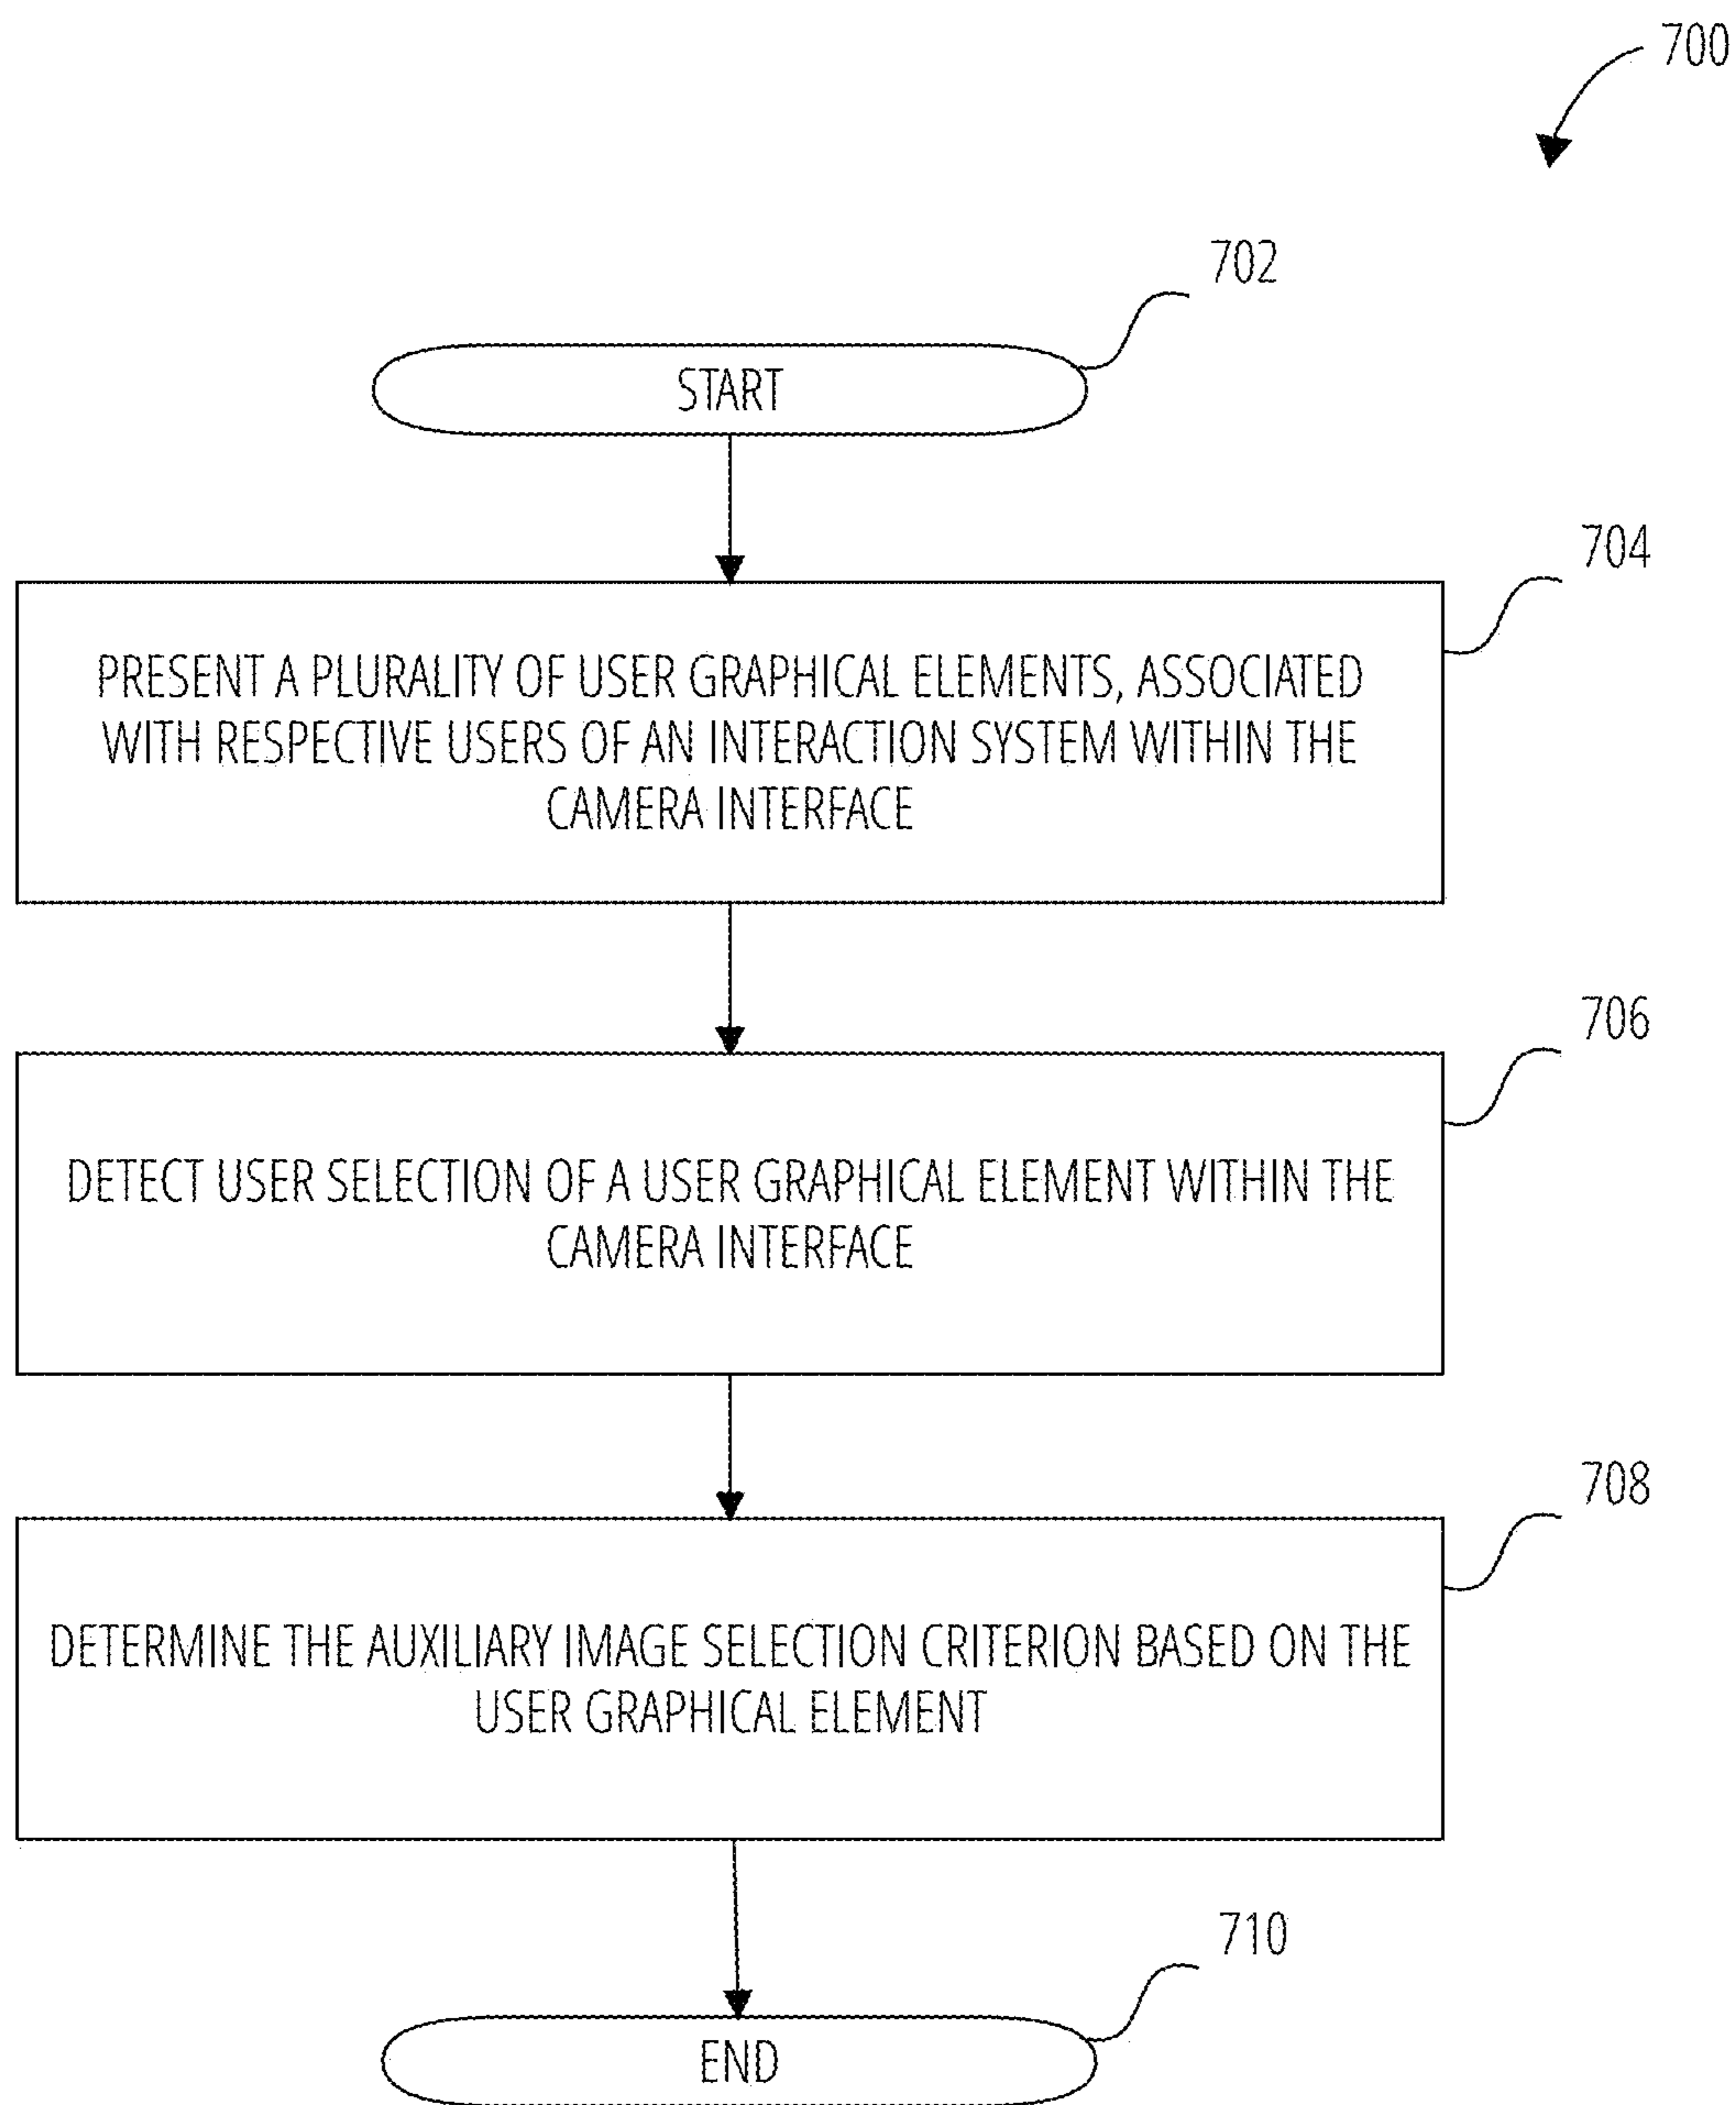 700
702
START
704
PRESENT A PLURALITY OF USER GRAPHICAL ELEMENTS, ASSOCIATED
WITH RESPECTIVE USERS OF AN INTERACTION SYSTEM WITHIN THE
CAMERA INTERFACE
706
DETECT USER SELECTION OF A USER GRAPHICAL ELEMENT WITHIN THE
CAMERA INTERFACE
708
DETERMINE THE AUXILIARY IMAGE SELECTION CRITERION BASED ON THE
USER GRAPHICAL ELEMENT
710
END